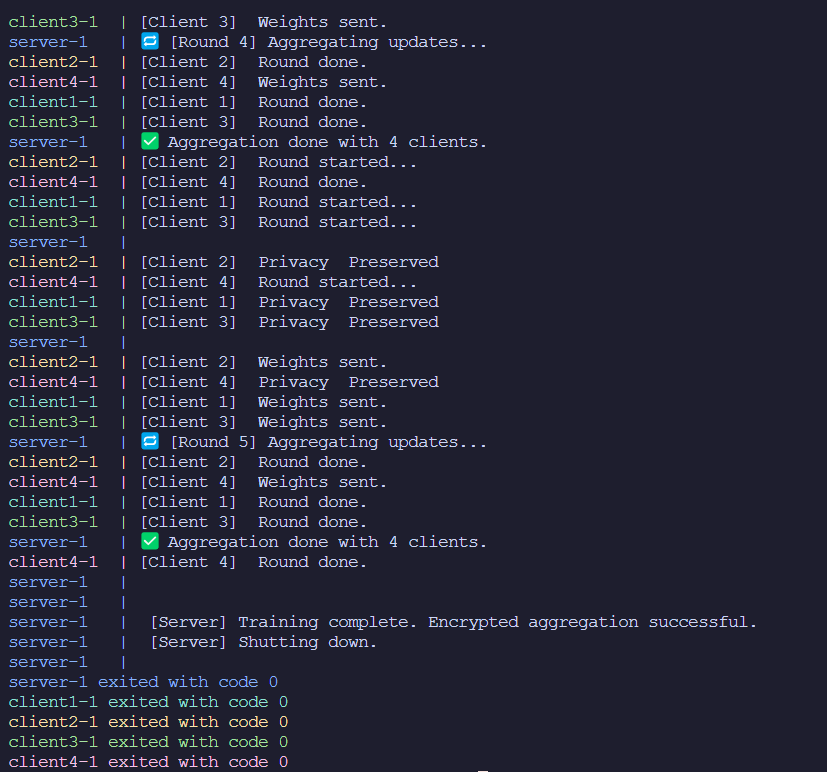 client3-1  | [Client 3]  Weights sent.
server-1   | 🔁 [Round 4] Aggregating updates...
client2-1  | [Client 2]  Round done.
client4-1  | [Client 4]  Weights sent.
client1-1  | [Client 1]  Round done.
client3-1  | [Client 3]  Round done.
server-1   | ✅ Aggregation done with 4 clients.
client2-1  | [Client 2]  Round started...
client4-1  | [Client 4]  Round done.
client1-1  | [Client 1]  Round started...
client3-1  | [Client 3]  Round started...
server-1   |
client2-1  | [Client 2]  Privacy  Preserved
client4-1  | [Client 4]  Round started...
client1-1  | [Client 1]  Privacy  Preserved
client3-1  | [Client 3]  Privacy  Preserved
server-1   |
client2-1  | [Client 2]  Weights sent.
client4-1  | [Client 4]  Privacy  Preserved
client1-1  | [Client 1]  Weights sent.
client3-1  | [Client 3]  Weights sent.
server-1   | 🔁 [Round 5] Aggregating updates...
client2-1  | [Client 2]  Round done.
client4-1  | [Client 4]  Weights sent.
client1-1  | [Client 1]  Round done.
client3-1  | [Client 3]  Round done.
server-1   | ✅ Aggregation done with 4 clients.
client4-1  | [Client 4]  Round done.
server-1   |
server-1   |
server-1   |  [Server] Training complete. Encrypted aggregation successful.
server-1   |  [Server] Shutting down.
server-1   |
server-1 exited with code 0
client1-1 exited with code 0
client2-1 exited with code 0
client3-1 exited with code 0
client4-1 exited with code 0